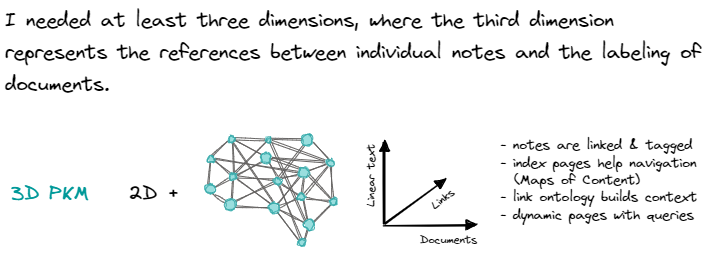 I needed at least three dimensions, where the third dimension
represents the references between individual notes and the labeling of
documents.
3D PKM
2D +
Linear text
Links
Documents
- notes are linked & tagged
- index pages help navigation
(Maps of Content)
- link ontology builds context
- dynamic pages with queries